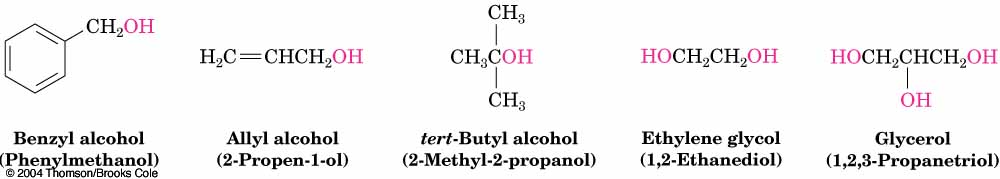 CH₂OH
H₂C=CHCH₂OH
CH₃
CH₃COH
CH₃
HOCH₂CH₂OH
HOCH₂CHCH₂OH
OH
Benzyl alcohol
(Phenylmethanol)
Allyl alcohol
(2-Propen-1-ol)
tert-Butyl alcohol
(2-Methyl-2-propanol)
Ethylene glycol
(1,2-Ethanediol)
Glycerol
(1,2,3-Propanetriol)
© 2004 Thomson/Brooks Cole